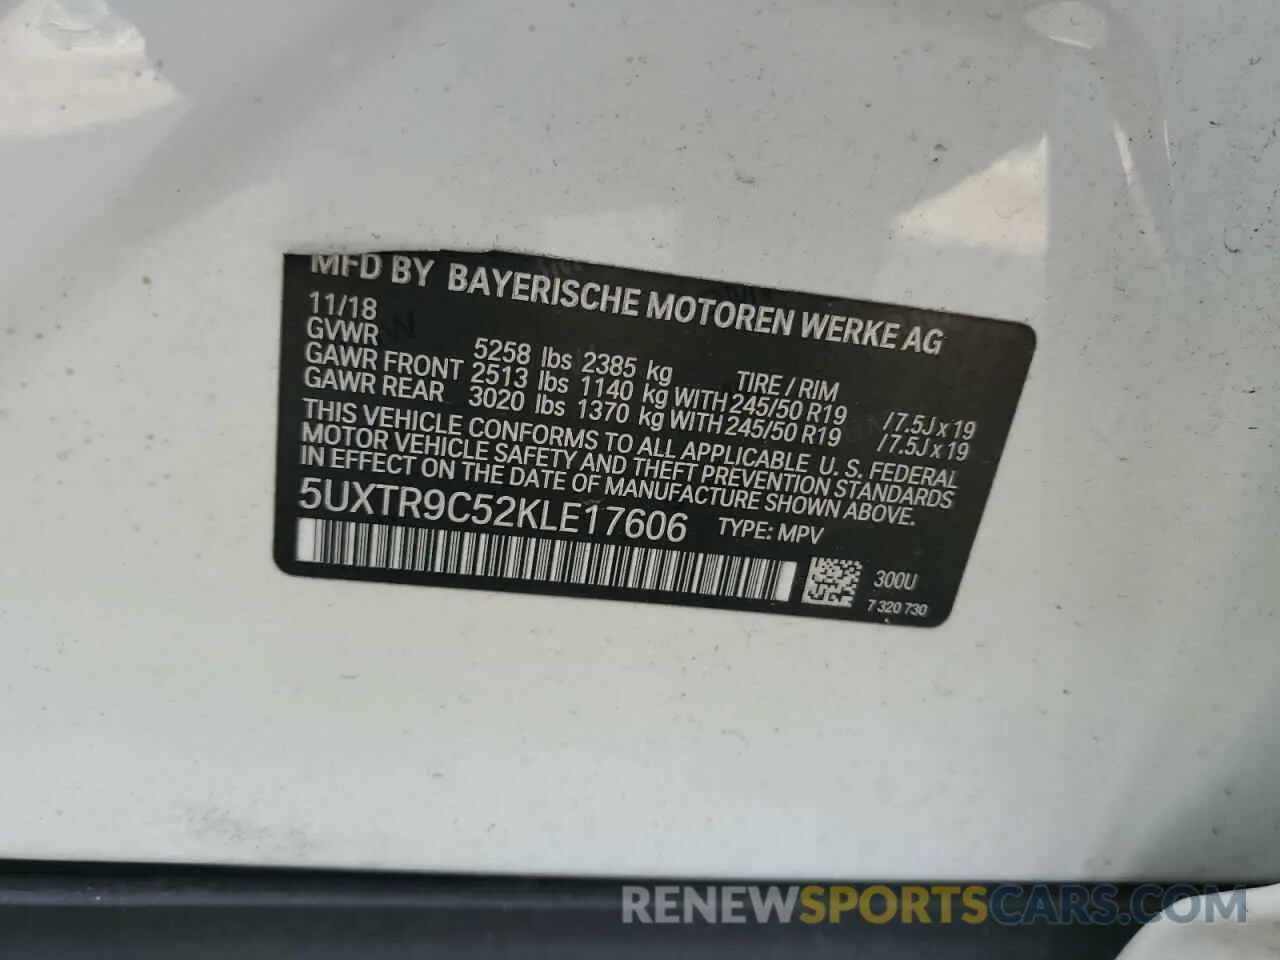 MFD BY BAYERISCHE MOTOREN WERKE AG
11/18
GVWR 5258 lbs 2385 kg TIRE / RIM
GAWR FRONT 2513 lbs 1140 kg WITH 245/50 R19 /7.5J x 19
GAWR REAR 3020 lbs 1370 kg WITH 245/50 R19 /7.5J x 19
THIS VEHICLE CONFORMS TO ALL APPLICABLE U. S. FEDERAL
MOTOR VEHICLE SAFETY AND THEFT PREVENTION STANDARDS
IN EFFECT ON THE DATE OF MANUFACTURE SHOWN ABOVE.
5UXTR9C52KLE17606 TYPE: MPV
300U
7 320 730
RENEWSPORTSCARS.COM